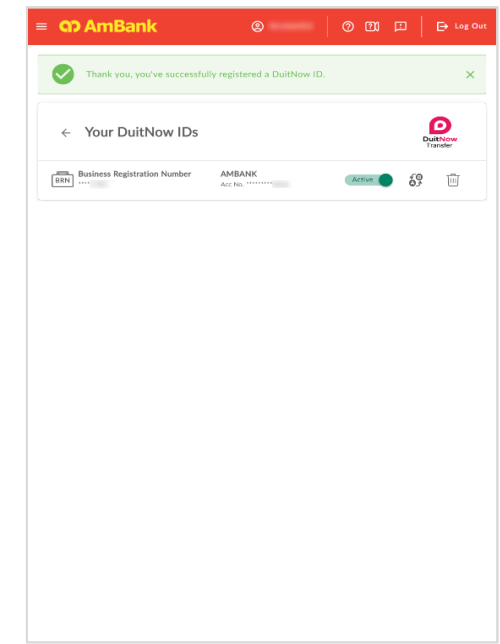 AmBank
Log Out
Thank you, you've successfully registered a DuitNow ID.
Your DuitNow IDs
DuitNow
Transfer
BRN
Business Registration Number
AMBANK
Acc No.
Active